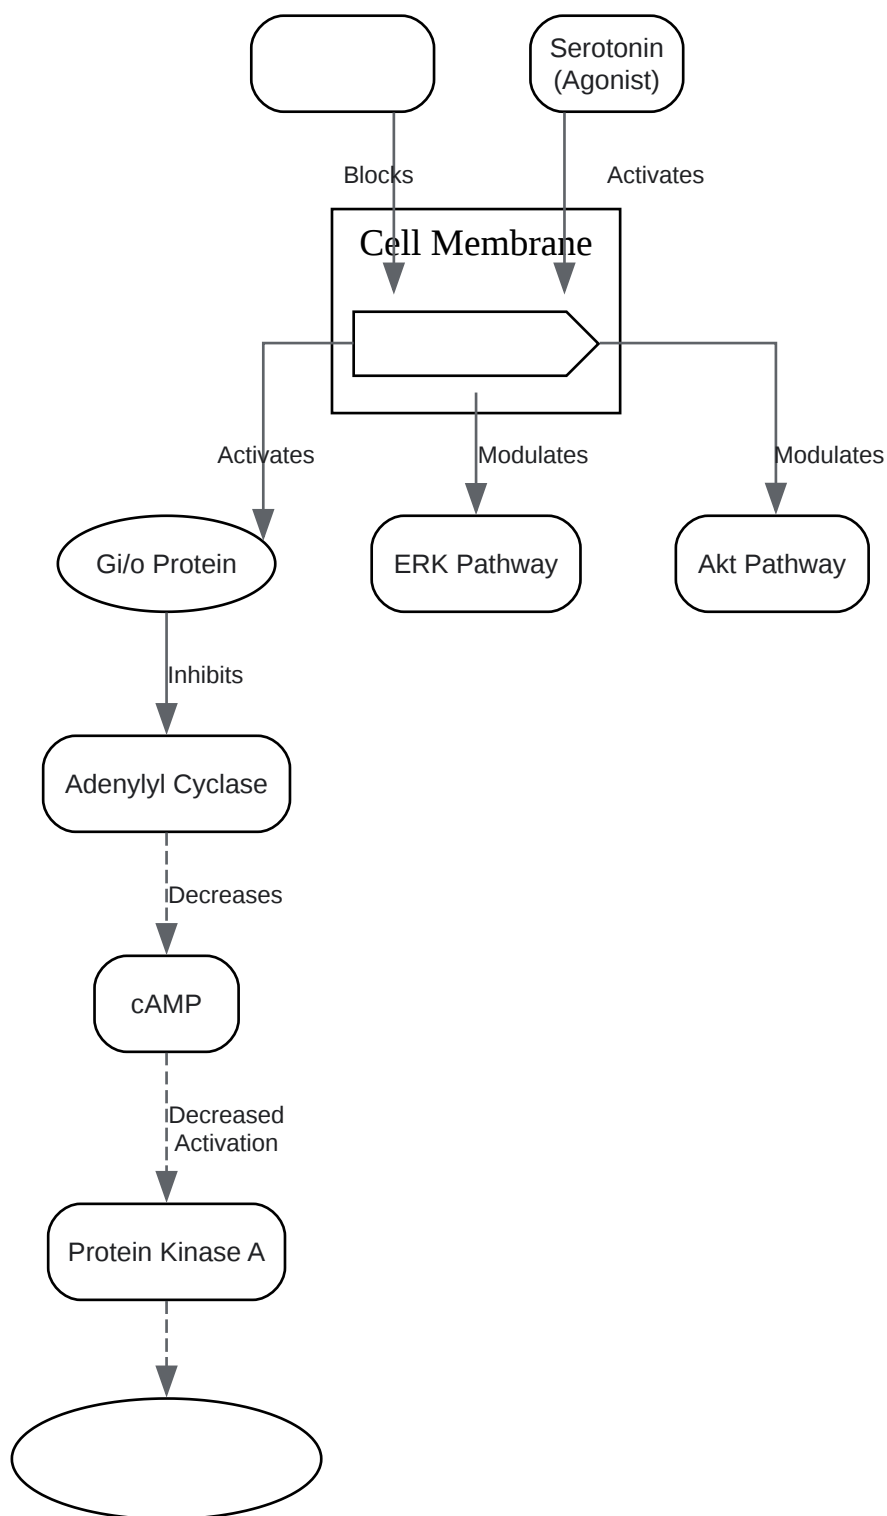 Serotonin
(Agonist)
Blocks
Activates
Cell Membrane
Activates
Modulates
Modulates
Gi/o Protein
ERK Pathway
Akt Pathway
Inhibits
Adenylyl Cyclase
Decreases
cAMP
Decreased
Activation
Protein Kinase A